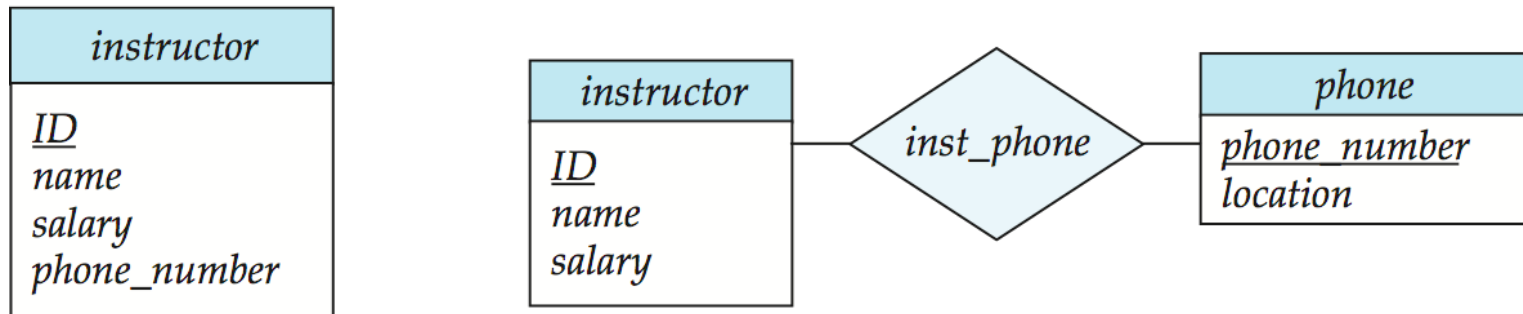 instructor
ID
name
salary
phone_number
instructor
ID
name
salary
inst_phone
phone
phone_number
location